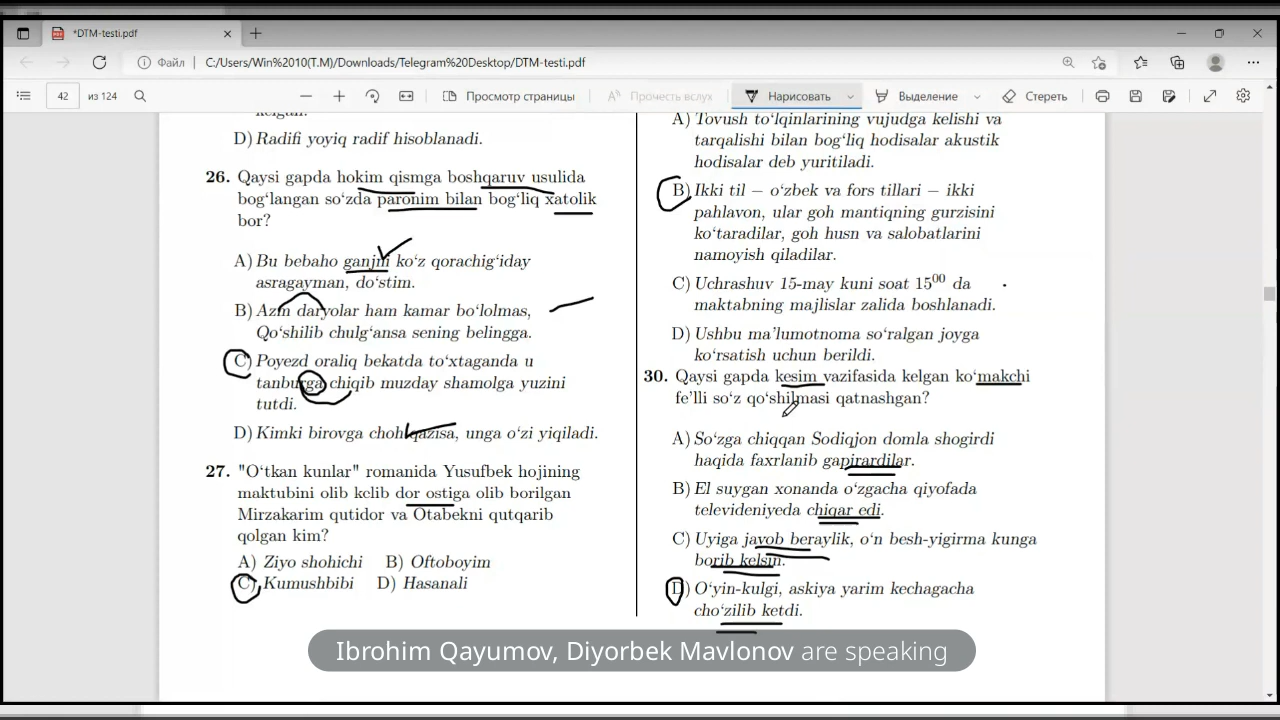 *DTM-testi.pdf
Файл
C:/Users/Win%2010(T.M)/Downloads/Telegram%20Desktop/DTM-testi.pdf
42 из 124
Просмотр страницы
Прочесть вслух
Нарисовать
Выделение
Стереть
kelgan.
D) Radifi yoyiq radif hisoblanadi.
26. Qaysi gapda hokim qismga boshqaruv usulida
bog‘langan so‘zda paronim bilan bog‘liq xatolik
bor?
A) Bu bebaho ganjni ko‘z qorachig‘iday
asragayman, do‘stim.
B) Azm daryolar ham kamar bo‘lolmas,
Qo‘shilib chulg‘ansa sening belingga.
C) Poyezd oraliq bekatda to‘xtaganda u
tanburga chiqib muzday shamolga yuzini
tutdi.
D) Kimki birovga choh qazisa, unga o‘zi yiqiladi.
27. "O‘tkan kunlar" romanida Yusufbek hojining
maktubini olib kelib dor ostiga olib borilgan
Mirzakarim qutidor va Otabekni qutqarib
qolgan kim?
A) Ziyo shohichi B) Oftoboyim
C) Kumushbibi D) Hasanali
A) Tovush to‘lqinlarining vujudga kelishi va
tarqalishi bilan bog‘liq hodisalar akustik
hodisalar deb yuritiladi.
B) Ikki til – o‘zbek va fors tillari – ikki
pahlavon, ular goh mantiqning gurzisini
ko‘taradilar, goh husn va salobatlarini
namoyish qiladilar.
C) Uchrashuv 15-may kuni soat 15⁰⁰ da
maktabning majlislar zalida boshlanadi.
D) Ushbu ma’lumotnoma so‘ralgan joyga
ko‘rsatish uchun berildi.
30. Qaysi gapda kesim vazifasida kelgan ko‘makchi
fe’lli so‘z qo‘shilmasi qatnashgan?
A) So‘zga chiqqan Sodiqjon domla shogirdi
haqida faxrlanib gapirardilar.
B) El suygan xonanda o‘zgacha qiyofada
televideniyeda chiqar edi.
C) Uyiga javob beraylik, o‘n besh-yigirma kunga
borib kelsin.
D) O‘yin-kulgi, askiya yarim kechagacha
cho‘zilib ketdi.
Ibrohim Qayumov, Diyorbek Mavlonov are speaking